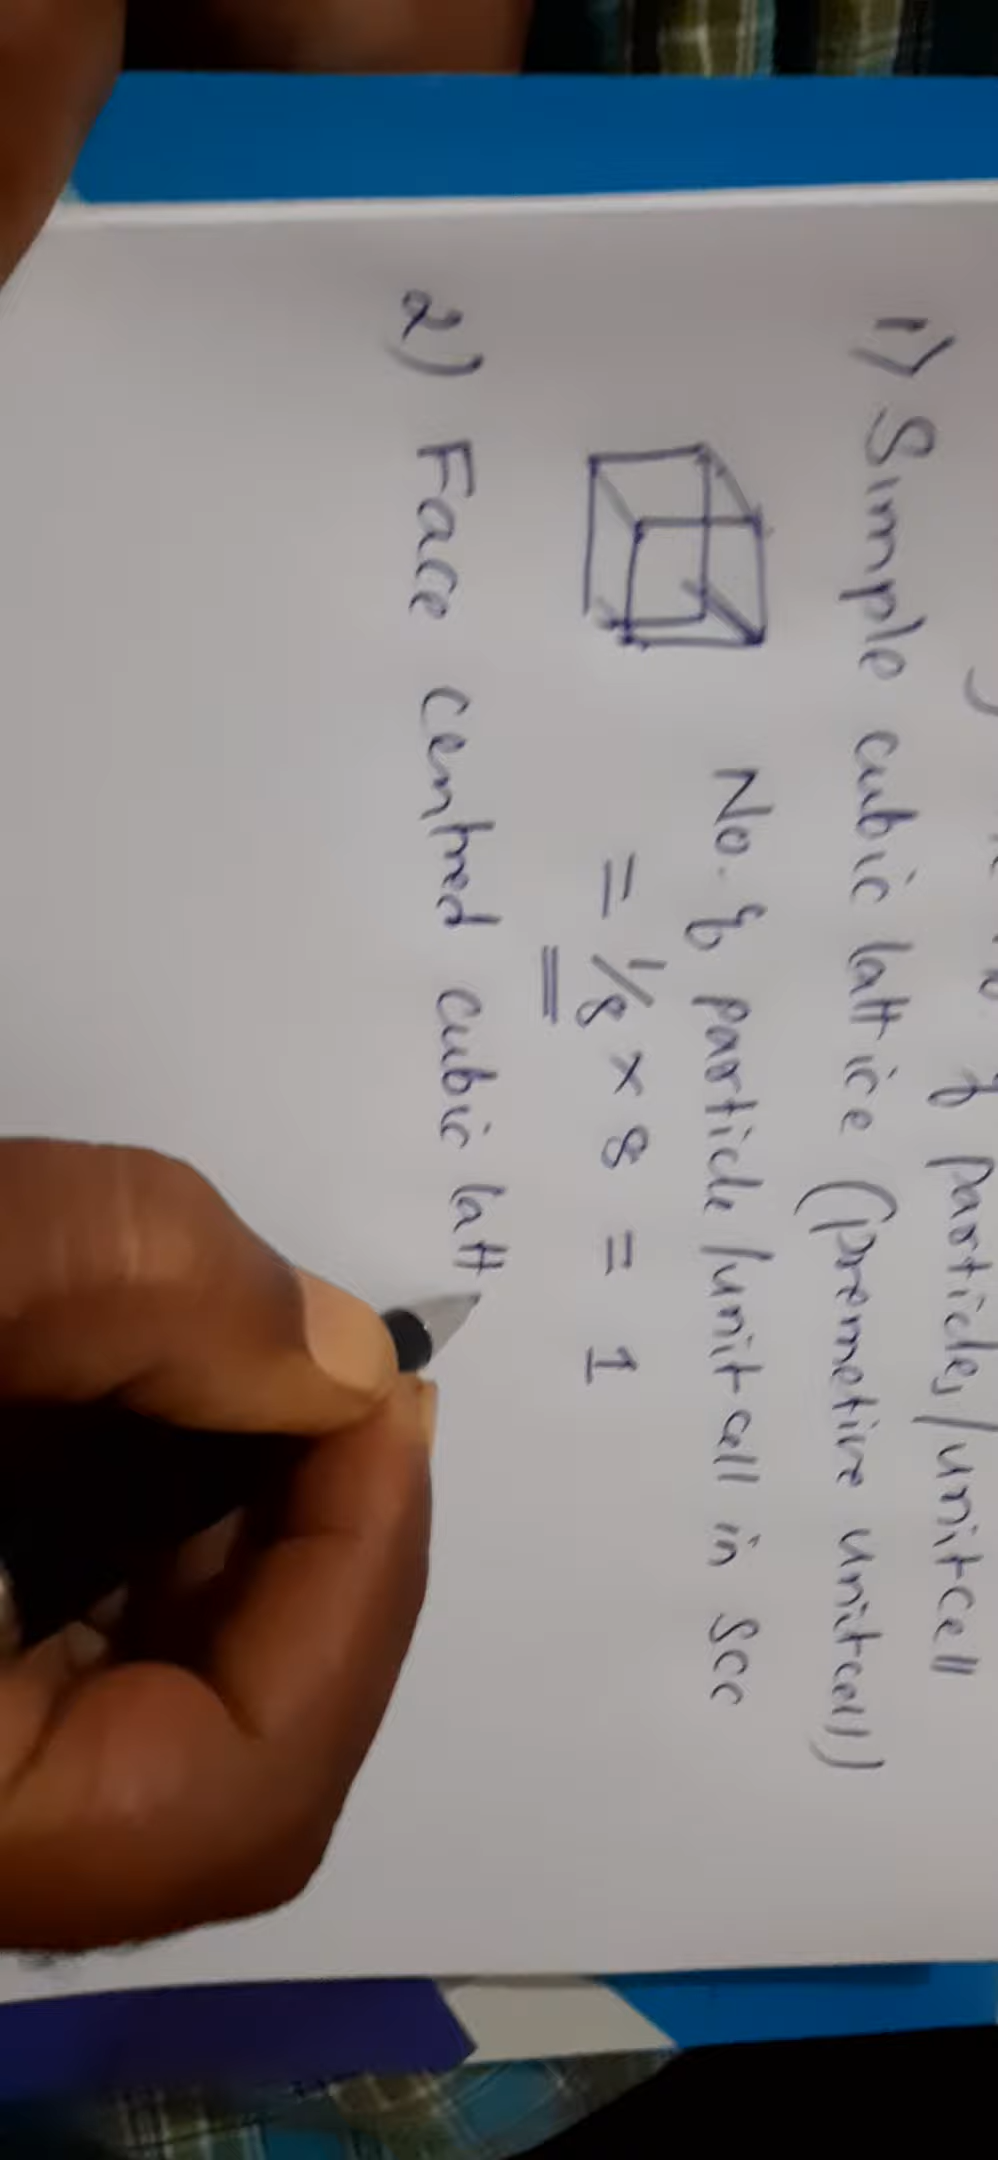 of particles/unitcell
1) Simple cubic lattice (premetive unitcell)
No. of particle/unit cell in scc
= 1/8 × 8 = 1
2) Face centred cubic latt